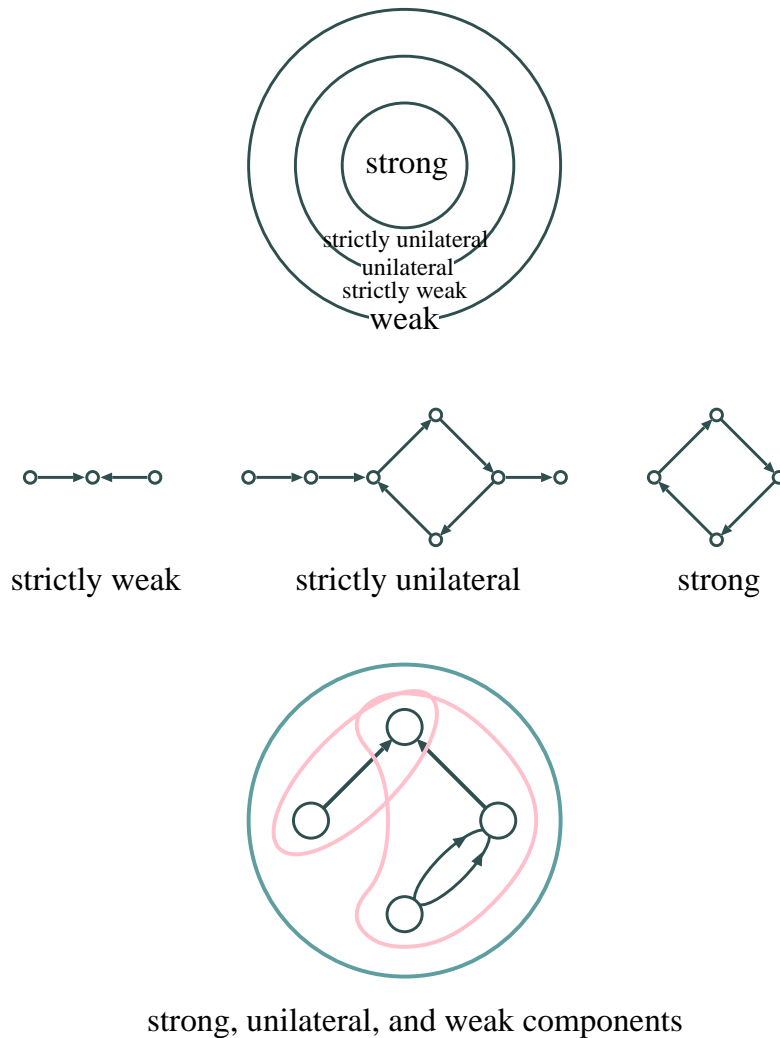 strong
strictly unilateral
unilateral
strictly weak
weak
strictly weak strictly unilateral strong
strong, unilateral, and weak components